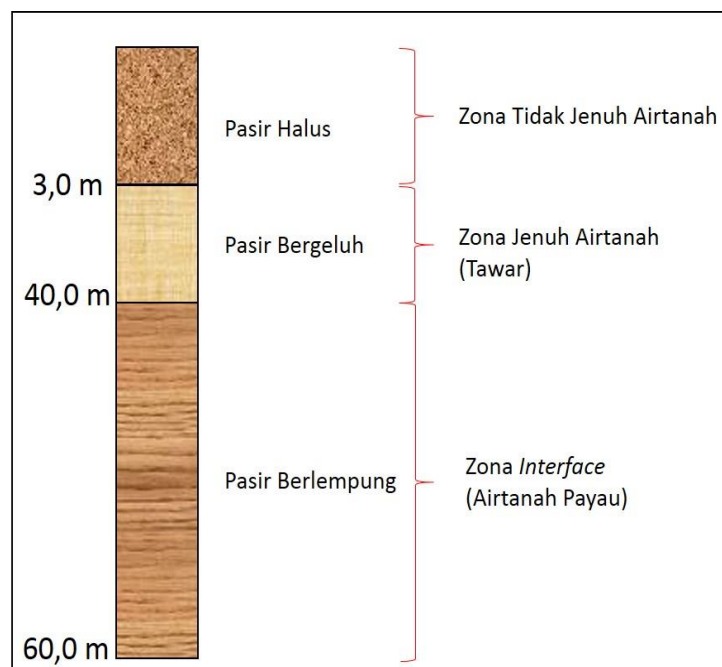 Pasir Halus
Zona Tidak Jenuh Airtanah
3,0 m
Pasir Bergeluh
Zona Jenuh Airtanah
(Tawar)
40,0 m
Pasir Berlempung
Zona Interface
(Airtanah Payau)
60,0 m